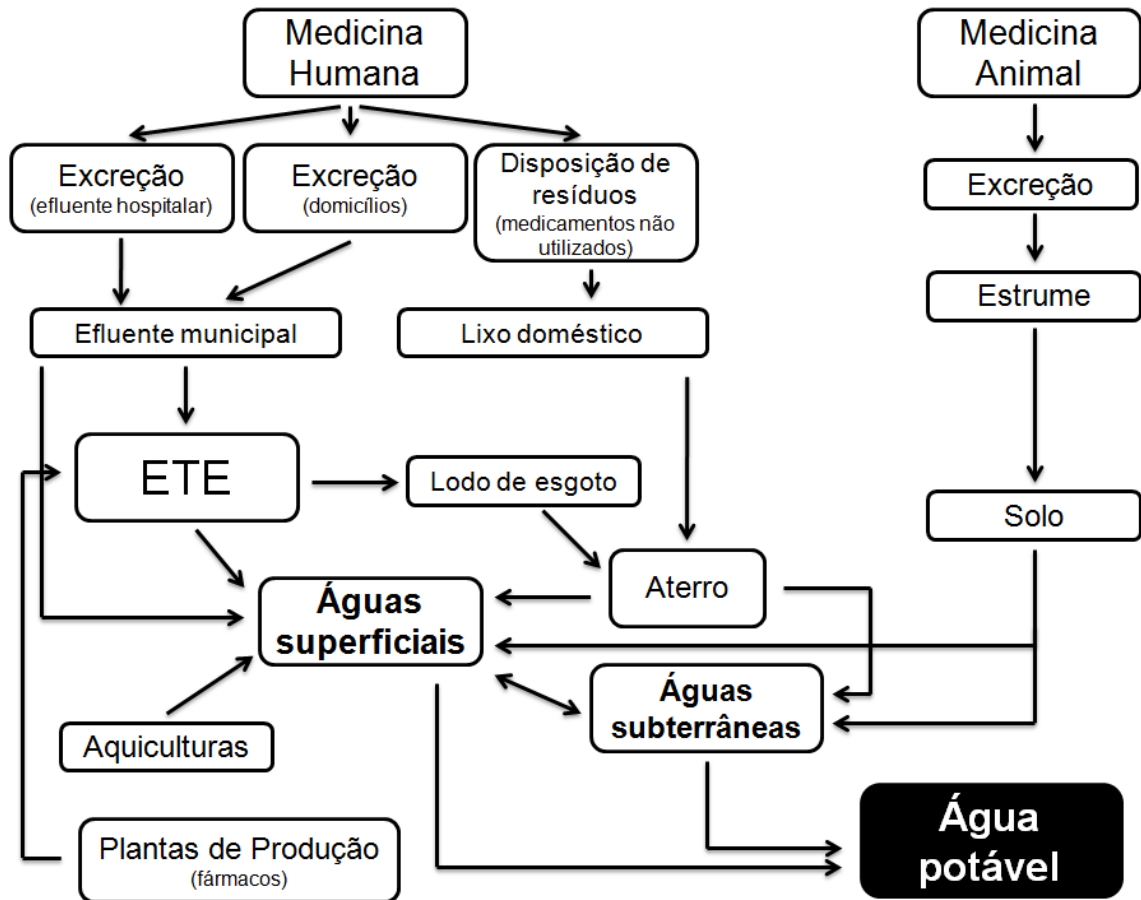 Medicina
Humana
Medicina
Animal
Excreção
(efluente hospitalar)
Excreção
(domicílios)
Disposição de
resíduos
(medicamentos não
utilizados)
Excreção
Estrume
Efluente municipal
Lixo doméstico
ETE
Lodo de esgoto
Solo
Aterro
Águas
superficiais
Águas
subterrâneas
Aquiculturas
Plantas de Produção
(fármacos)
Água
potável